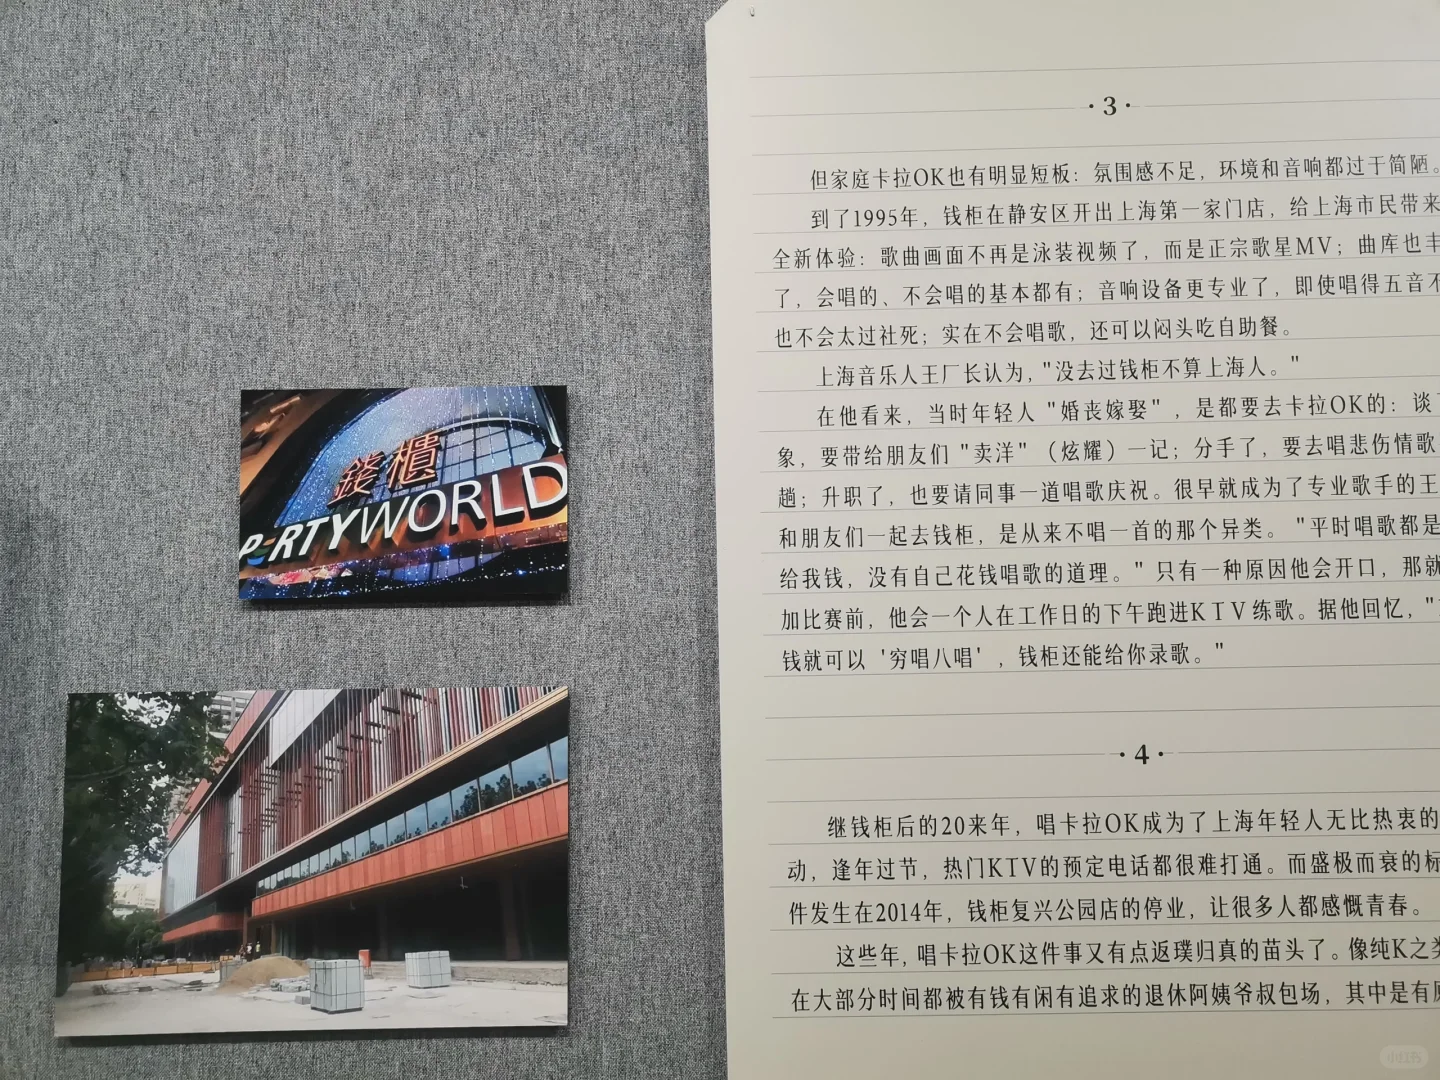 錢櫃
PARTYWORLD
·3·
但家庭卡拉OK也有明显短板：氛围感不足，环境和音响都过于简陋。
到了1995年，钱柜在静安区开出上海第一家门店，给上海市民带来
全新体验：歌曲画面不再是泳装视频了，而是正宗歌星MV；曲库也丰
了，会唱的、不会唱的基本都有；音响设备更专业了，即使唱得五音不
也不会太过社死；实在不会唱歌，还可以闷头吃自助餐。
上海音乐人王厂长认为，"没去过钱柜不算上海人。"
在他看来，当时年轻人"婚丧嫁娶"，是都要去卡拉OK的：谈
象，要带给朋友们"卖洋"（炫耀）一记；分手了，要去唱悲伤情歌
趟；升职了，也要请同事一道唱歌庆祝。很早就成为了专业歌手的王
和朋友们一起去钱柜，是从来不唱一首的那个异类。"平时唱歌都是
给我钱，没有自己花钱唱歌的道理。"只有一种原因他会开口，那就
加比赛前，他会一个人在工作日的下午跑进KTV练歌。据他回忆，"
钱就可以'穷唱八唱'，钱柜还能给你录歌。"
·4·
继钱柜后的20来年，唱卡拉OK成为了上海年轻人无比热衷的
动，逢年过节，热门KTV的预定电话都很难打通。而盛极而衰的标
件发生在2014年，钱柜复兴公园店的停业，让很多人都感慨青春。
这些年，唱卡拉OK这件事又有点返璞归真的苗头了。像纯K之类
在大部分时间都被有钱有闲有追求的退休阿姨爷叔包场，其中是有
小红书